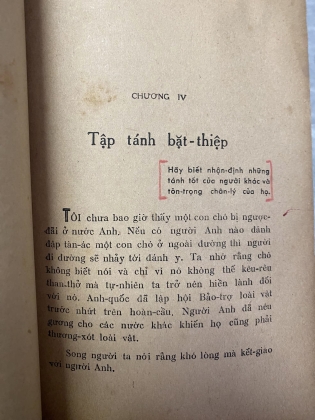 CHƯƠNG IV
Tập tánh bặt-thiệp
Hãy biết nhận-định những
tánh tốt của người khác và
tôn-trọng chân-lý của họ.
TÔI chưa bao giờ thấy một con chó bị ngược-
đãi ở nước Anh. Nếu có người Anh nào đành
đập tàn-ác một con chó ở ngoài đường thì người
đi đường sẽ nhảy tới đánh y. Ta nhờ rằng chó
không biết nói và chỉ vì nó không thể kêu-rêu
than-thở mà tự-nhiên ta trở nên hiền lành đối
với nó. Anh-quốc đã lập hội Bảo-trợ loài vật
trước nhứt trên hoàn-cầu. Người Anh đã nêu
gương cho các nước khác khiến họ cũng phải
thương-xót loài vật.
Song người ta nói rằng khó lòng mà kết-giao
với người Anh.